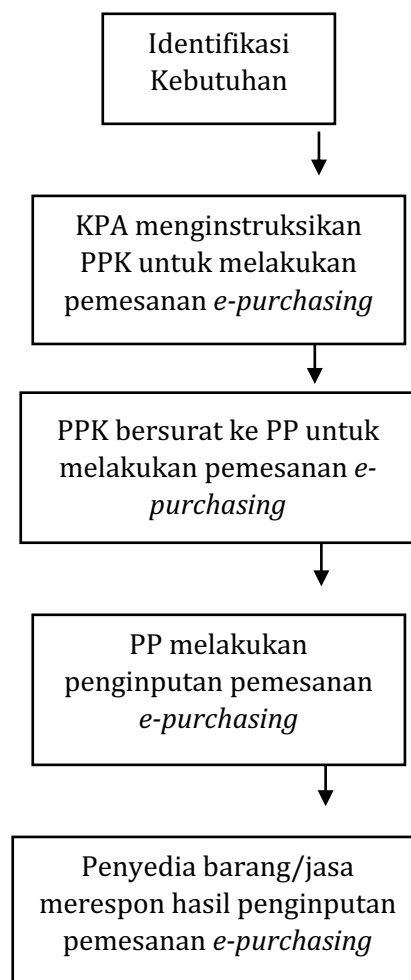 Identifikasi
Kebutuhan
KPA menginstruksikan
PPK untuk melakukan
pemesanan e-purchasing
PPK bersurat ke PP untuk
melakukan pemesanan e-
purchasing
PP melakukan
penginputan pemesanan
e-purchasing
Penyedia barang/jasa
merespon hasil penginputan
pemesanan e-purchasing